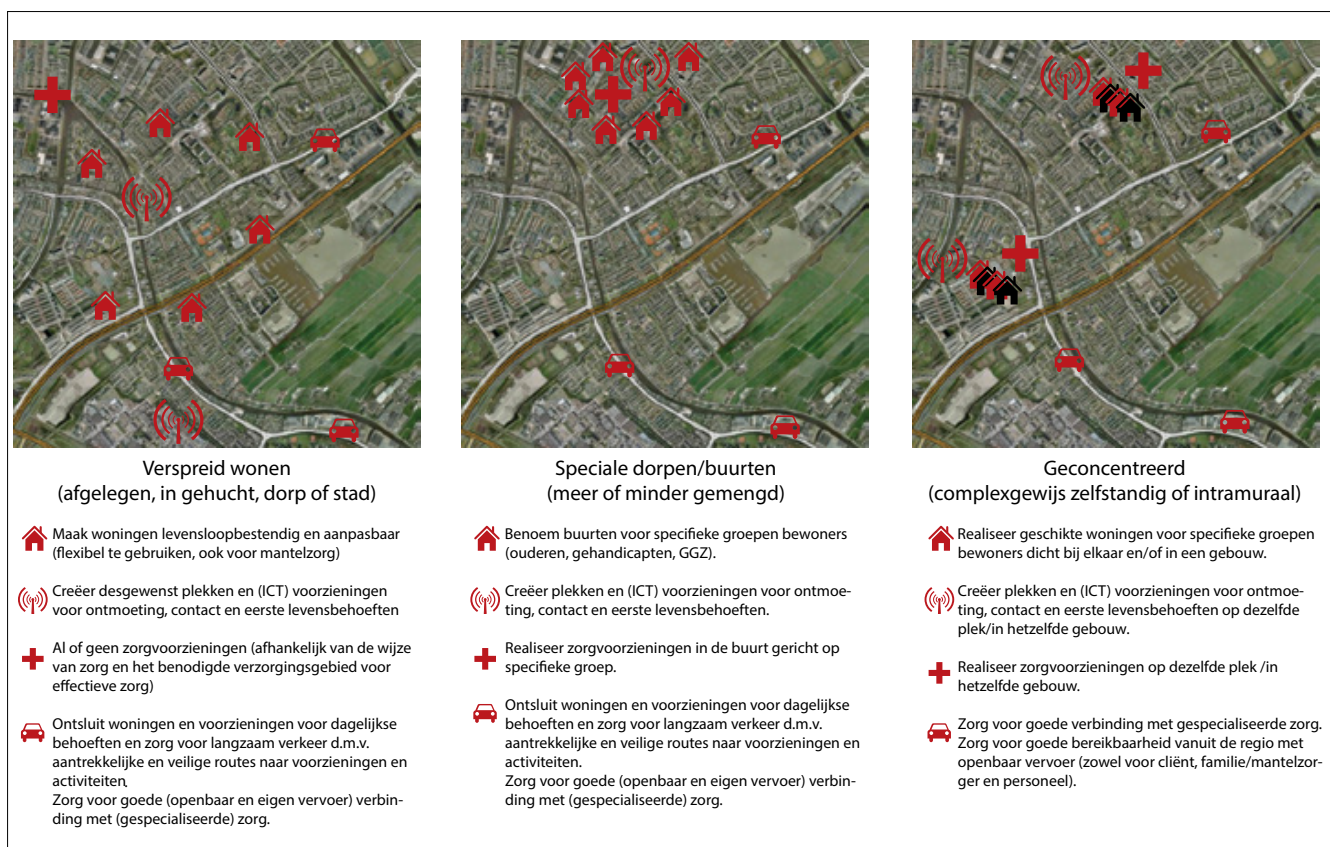 Verspreid wonen
(afgelegen, in gehucht, dorp of stad)
Maak woningen levensloopbestendig en aanpasbaar
(flexibel te gebruiken, ook voor mantelzorg)
Creëer desgewenst plekken en (ICT) voorzieningen
voor ontmoeting, contact en eerste levensbehoeften
Al of geen zorgvoorzieningen (afhankelijk van de wijze
van zorg en het benodigde verzorgingsgebied voor
effectieve zorg)
Ontsluit woningen en voorzieningen voor dagelijkse
behoeften en zorg voor langzaam verkeer d.m.v.
aantrekkelijke en veilige routes naar voorzieningen en
activiteiten.
Zorg voor goede (openbaar en eigen vervoer) verbin-
ding met (gespecialiseerde) zorg.
Speciale dorpen/buurten
(meer of minder gemengd)
Benoem buurten voor specifieke groepen bewoners
(ouderen, gehandicapten, GGZ).
Creëer plekken en (ICT) voorzieningen voor ontmoe-
ting, contact en eerste levensbehoeften.
Realiseer zorgvoorzieningen in de buurt gericht op
specifieke groep.
Ontsluit woningen en voorzieningen voor dagelijkse
behoeften en zorg voor langzaam verkeer d.m.v.
aantrekkelijke en veilige routes naar voorzieningen en
activiteiten.
Zorg voor goede (openbaar en eigen vervoer) verbin-
ding met (gespecialiseerde) zorg.
Geconcentreerd
(complexgewijs zelfstandig of intramuraal)
Realiseer geschikte woningen voor specifieke groepen
bewoners dicht bij elkaar en/of in een gebouw.
Creëer plekken en (ICT) voorzieningen voor ontmoe-
ting, contact en eerste levensbehoeften op dezelfde
plek/in hetzelfde gebouw.
Realiseer zorgvoorzieningen op dezelfde plek /in
hetzelfde gebouw.
Zorg voor goede verbinding met gespecialiseerde zorg.
Zorg voor goede bereikbaarheid vanuit de regio met
openbaar vervoer (zowel voor cliënt, familie/mantelzor-
ger en personeel).